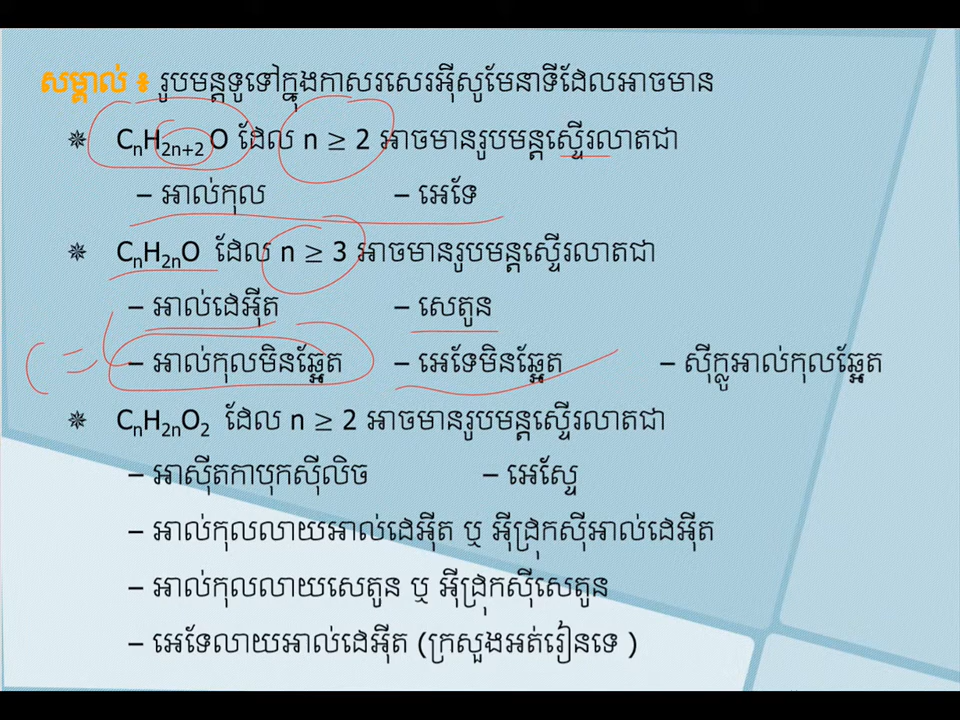 សម្គាល់ ៖ រូបមន្តទូទៅក្នុងកាសរសេរអ៊ីសូមែនាទីដែលអាចមាន
✵ CnH2n+2 O ដែល n ≥ 2 អាចមានរូបមន្តស្ទើរលាតជា
– អាល់កុល – អេទែ
✵ CnH2nO ដែល n ≥ 3 អាចមានរូបមន្តស្ទើរលាតជា
– អាល់ដេអ៊ីត – សេតូន
– អាល់កុលមិនឆ្អែត – អេទែមិនឆ្អែត – ស៊ីក្លូអាល់កុលឆ្អែត
✵ CnH2nO2 ដែល n ≥ 2 អាចមានរូបមន្តស្ទើរលាតជា
– អាស៊ីតកាបុកស៊ីលិច – អេស្ទែ
– អាល់កុលលាយអាល់ដេអ៊ីត ឬ អ៊ីដ្រុកស៊ីអាល់ដេអ៊ីត
– អាល់កុលលាយសេតូន ឬ អ៊ីដ្រុកស៊ីសេតូន
– អេទែលាយអាល់ដេអ៊ីត (ក្រសួងអត់រៀនទេ )